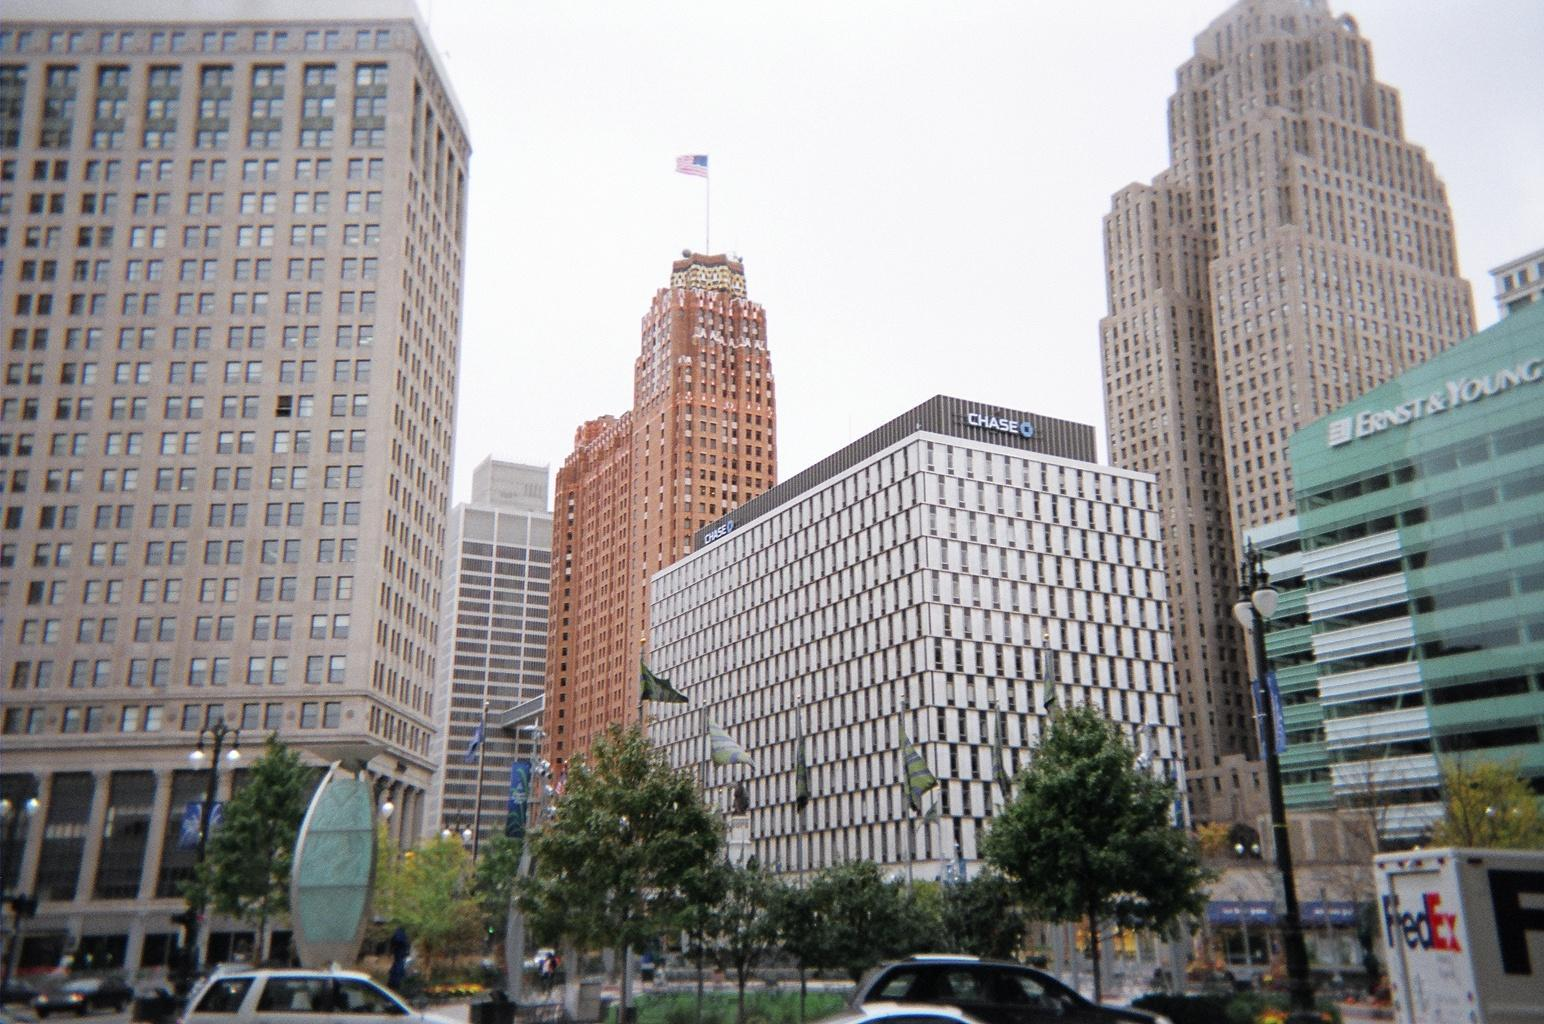 CHASE
CHASE
ERNST & YOUNG
FedEx
F